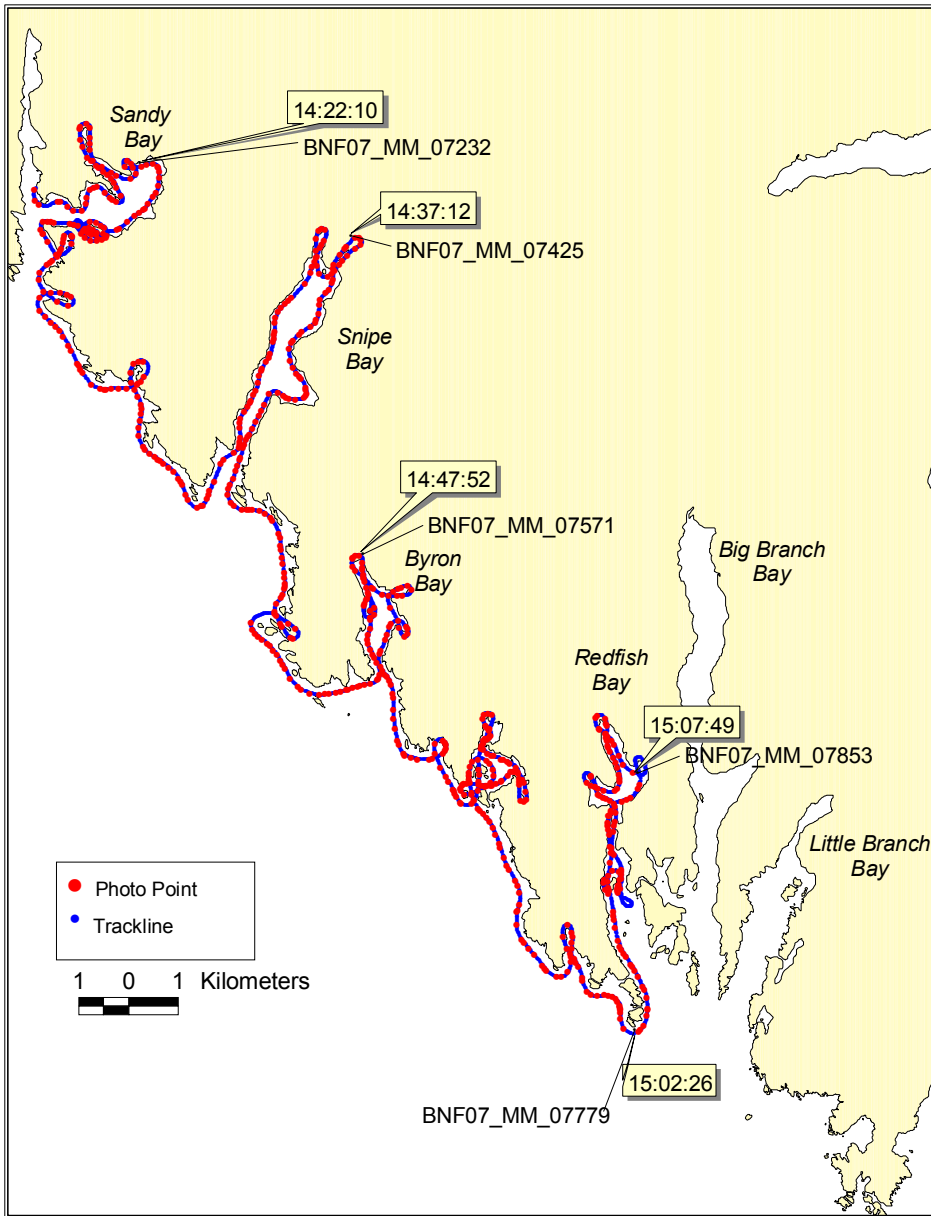 Sandy
Bay
14:22:10
BNF07_MM_07232
14:37:12
BNF07_MM_07425
Snipe
Bay
14:47:52
BNF07_MM_07571
Byron
Bay
Big Branch
Bay
Redfish
Bay
15:07:49
BNF07_MM_07853
Little Branch
Bay
Photo Point
Trackline
1 0 1 Kilometers
15:02:26
BNF07_MM_07779